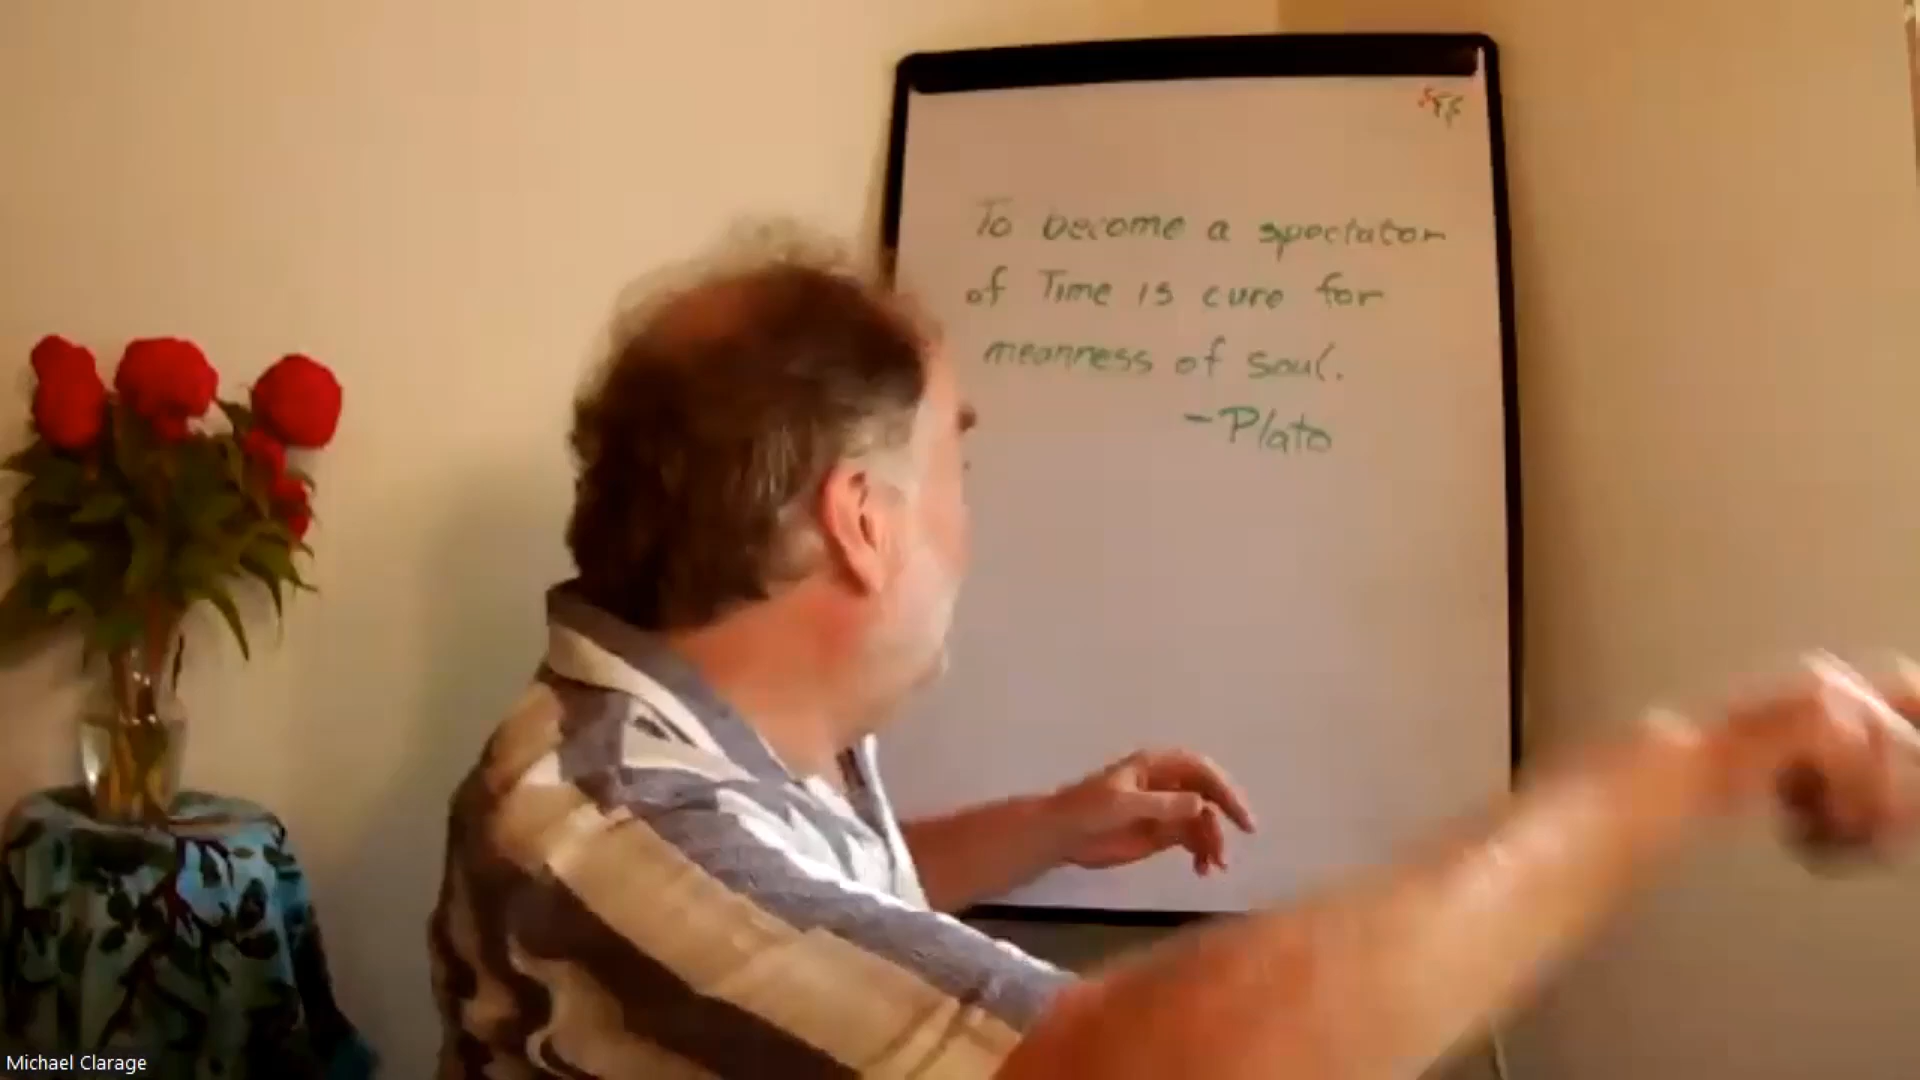 To become a spectator
of Time is cure for
meanness of soul.
-Plato
Michael Clarage